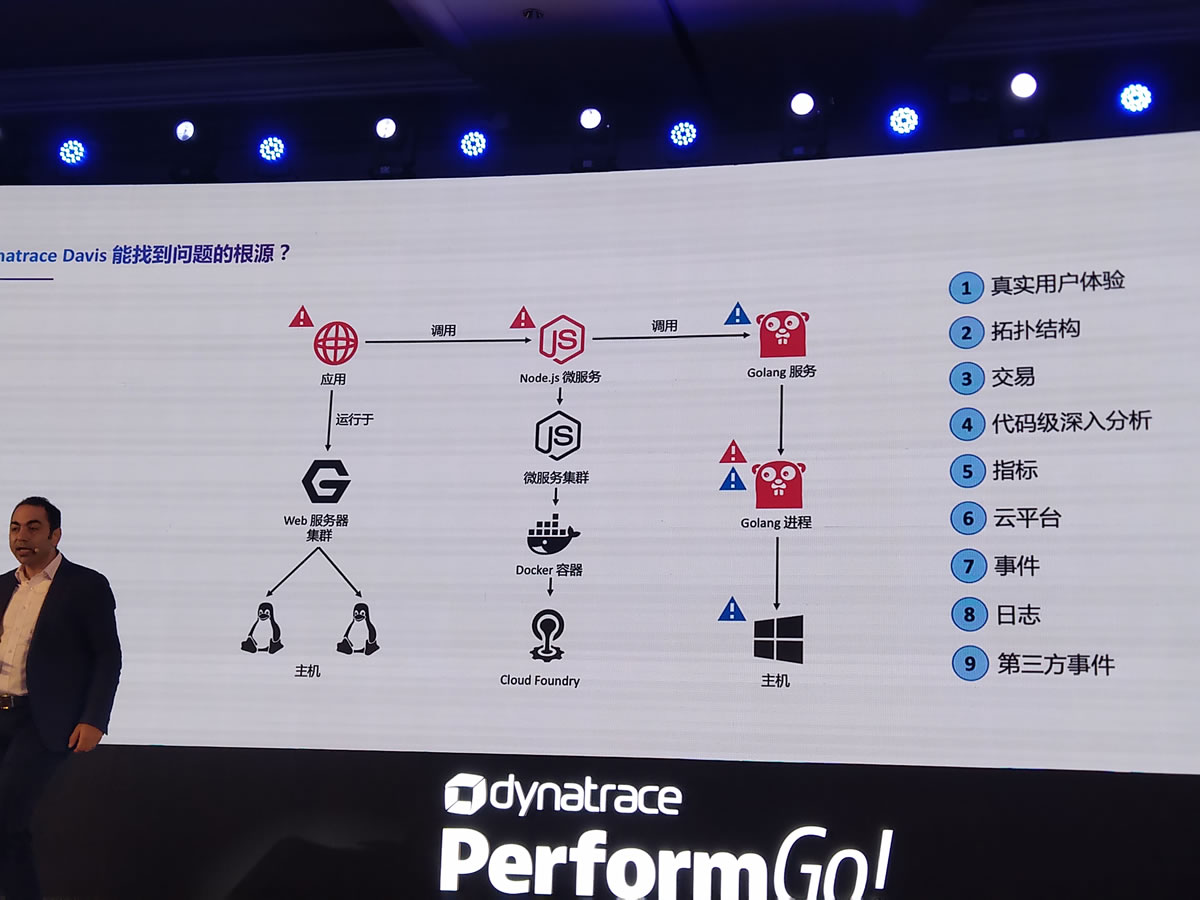 natrace Davis 能找到问题的根源？
调用
调用
应用
Node.js 微服务
Golang 服务
运行于
微服务集群
Web 服务器
集群
Golang 进程
Docker 容器
主机
Cloud Foundry
主机
1 真实用户体验
2 拓扑结构
3 交易
4 代码级深入分析
5 指标
6 云平台
7 事件
8 日志
9 第三方事件
dynatrace
PerformGo!